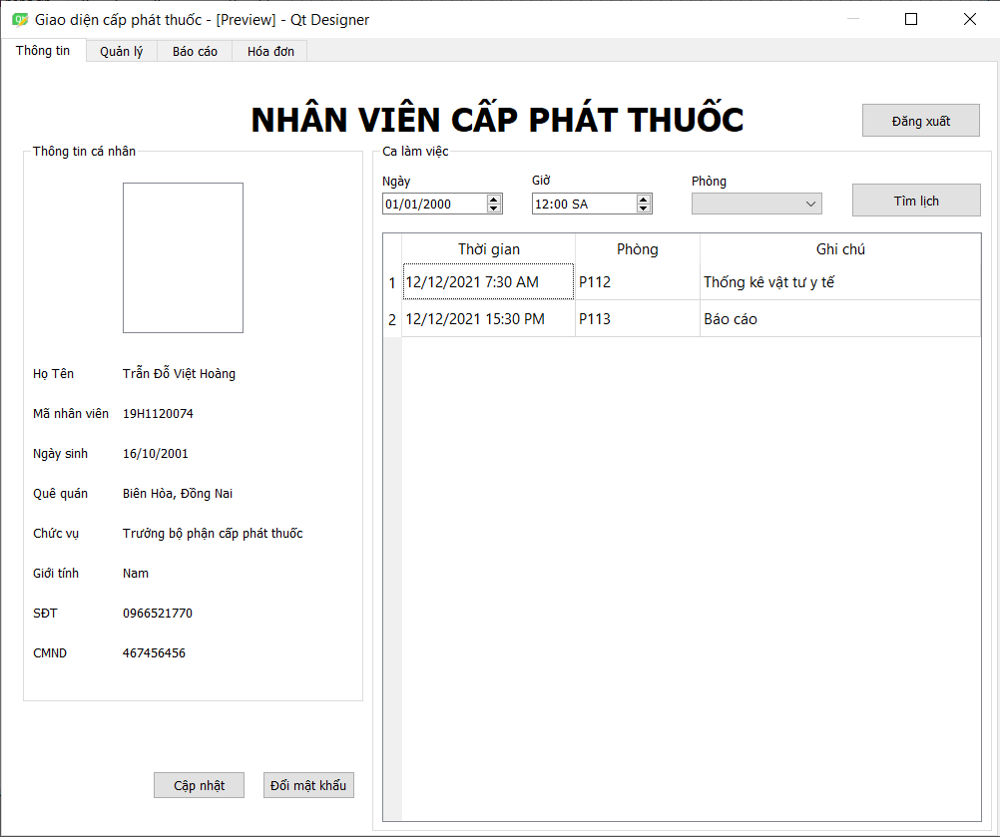 Giao diện cấp phát thuốc - [Preview] - Qt Designer
Thông tin Quản lý Báo cáo Hóa đơn
NHÂN VIÊN CẤP PHÁT THUỐC
Đăng xuất
Thông tin cá nhân
Họ Tên Trần Đỗ Việt Hoàng
Mã nhân viên 19H1120074
Ngày sinh 16/10/2001
Quê quán Biên Hòa, Đồng Nai
Chức vụ Trưởng bộ phận cấp phát thuốc
Giới tính Nam
SĐT 0966521770
CMND 467456456
Cập nhật Đổi mật khẩu
Ca làm việc
Ngày Giờ Phòng
01/01/2000 12:00 SA Tìm lịch
Thời gian Phòng Ghi chú
1 12/12/2021 7:30 AM P112 Thống kê vật tư y tế
2 12/12/2021 15:30 PM P113 Báo cáo